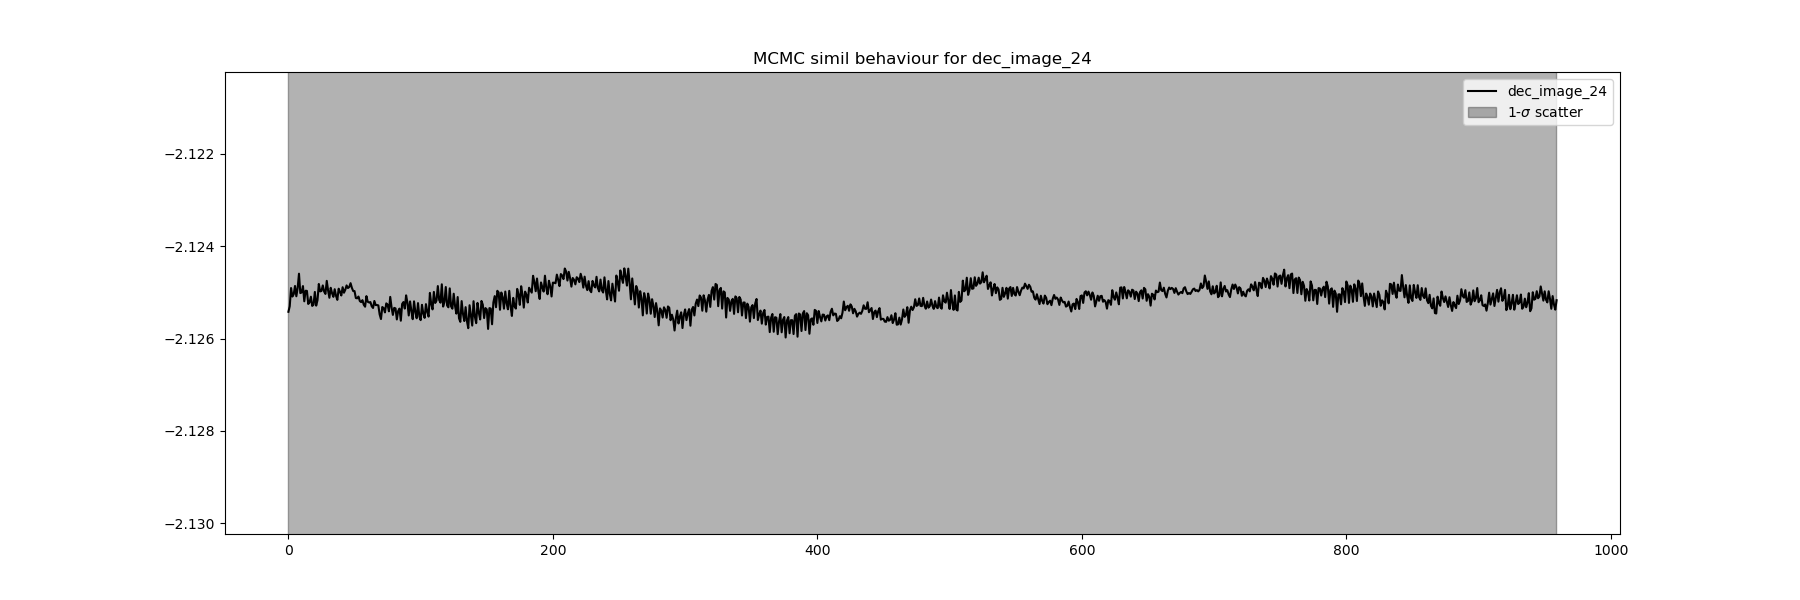 MCMC simil behaviour for dec_image_24
dec_image_24
1-σ scatter
−2.122
−2.124
−2.126
−2.128
−2.130
0 200 400 600 800 1000